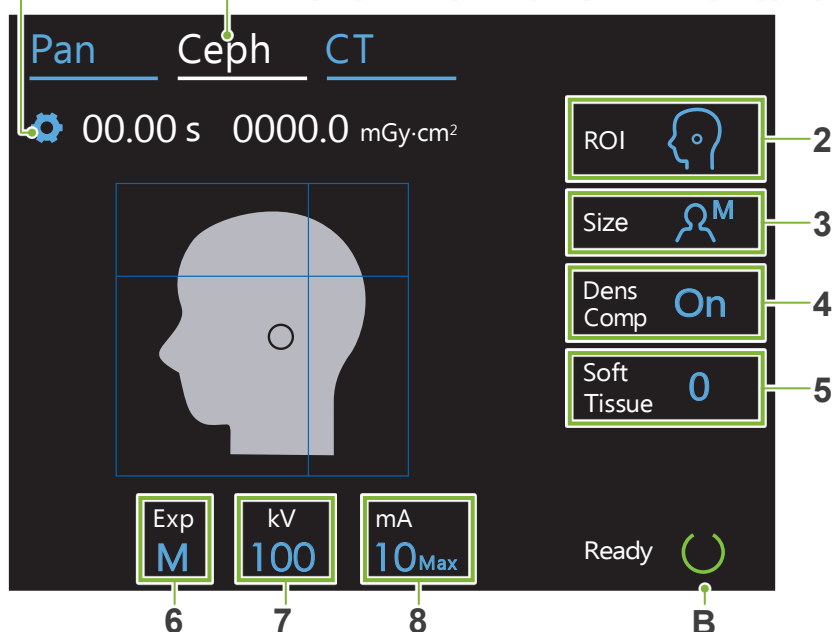 Pan Ceph CT
00.00 s 0000.0 mGy·cm²
ROI
2
Size M
3
Dens
Comp On
4
Soft
Tissue 0
5
Exp
M
kV
100
mA
10Max
Ready
6
7
8
B